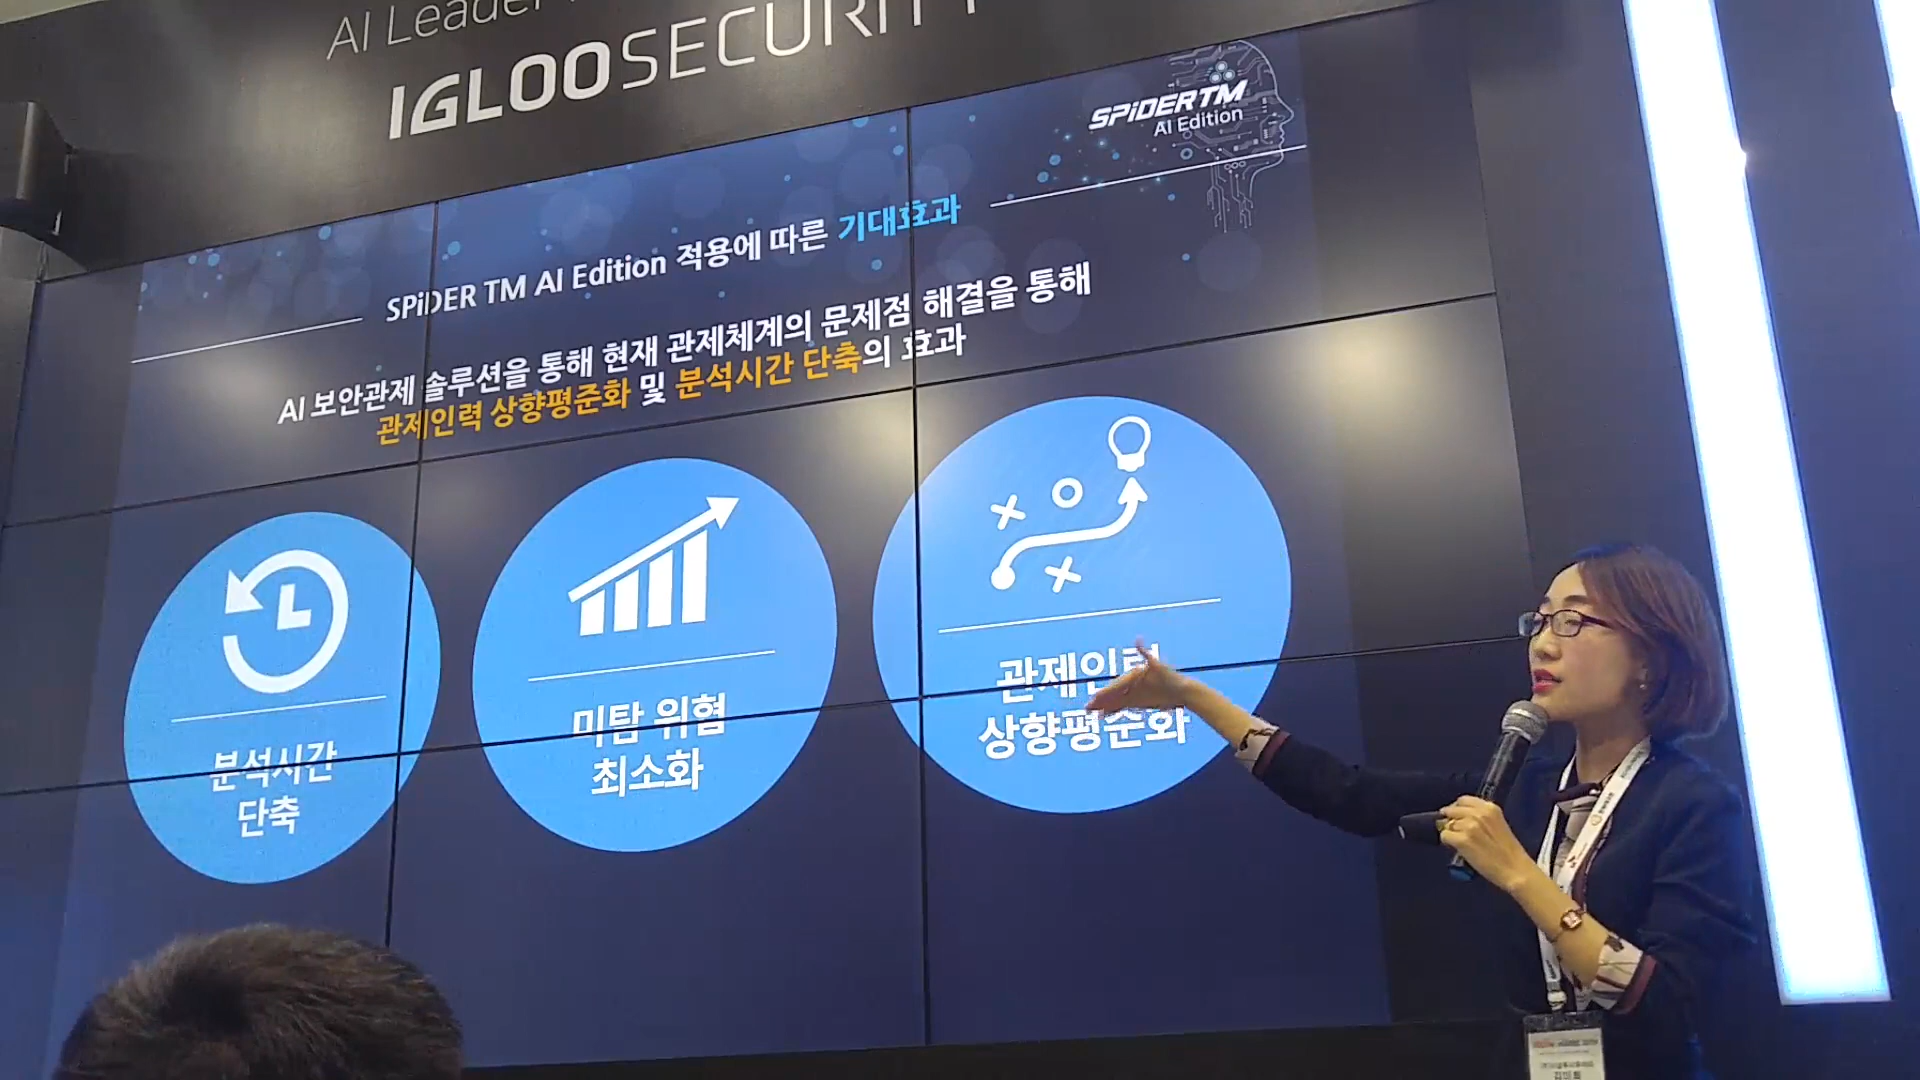 AI Leader
IGLOOSECURITY
SPiDERTM
AI Edition
SPiDER TM AI Edition 적용에 따른 기대효과
AI 보안관제 솔루션을 통해 현재 관제체계의 문제점 해결을 통해
관제인력 상향평준화 및 분석시간 단축의 효과
분석시간
단축
미탐 위협
최소화
관제인력
상향평준화